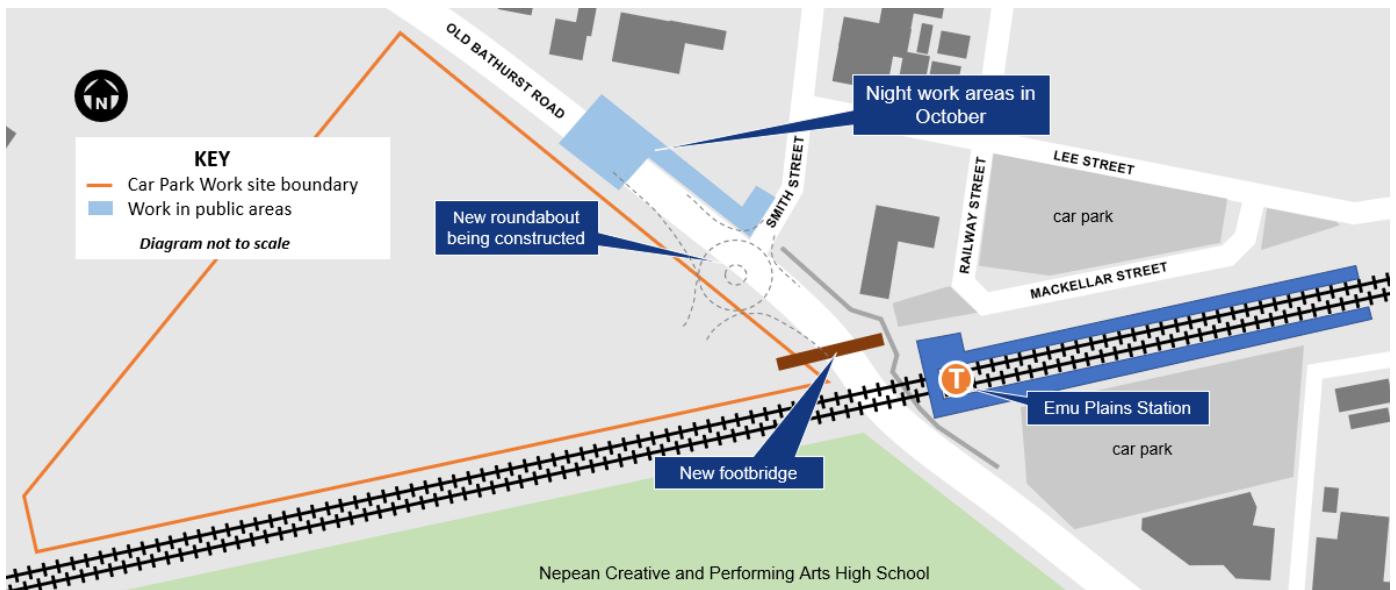 OLD BATHURST ROAD
N
KEY
Car Park Work site boundary
Work in public areas
Diagram not to scale
Night work areas in
October
LEE STREET
SMITH STREET
RAILWAY STREET
car park
New roundabout
being constructed
MACKELLAR STREET
T
Emu Plains Station
car park
New footbridge
Nepean Creative and Performing Arts High School